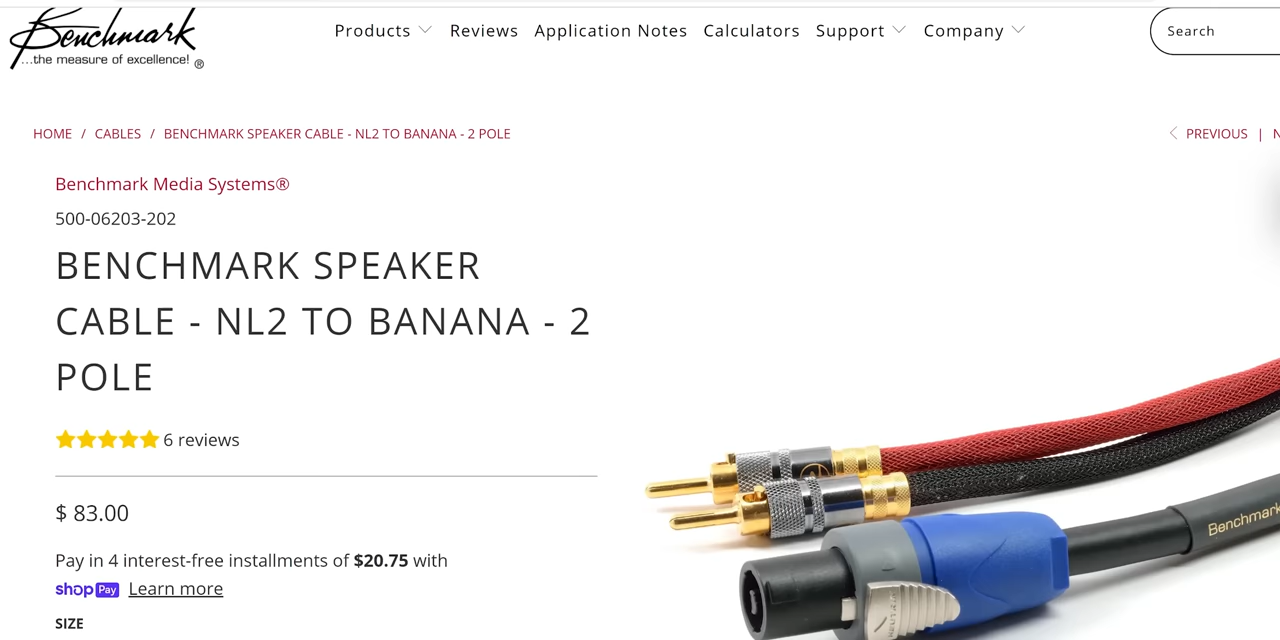 Benchmark
...the measure of excellence! ®
Products Reviews Application Notes Calculators Support Company
Search
HOME / CABLES / BENCHMARK SPEAKER CABLE - NL2 TO BANANA - 2 POLE
PREVIOUS | N
Benchmark Media Systems®
500-06203-202
BENCHMARK SPEAKER
CABLE - NL2 TO BANANA - 2
POLE
6 reviews
$ 83.00
Pay in 4 interest-free installments of $20.75 with
shop Pay Learn more
SIZE
Benchmark